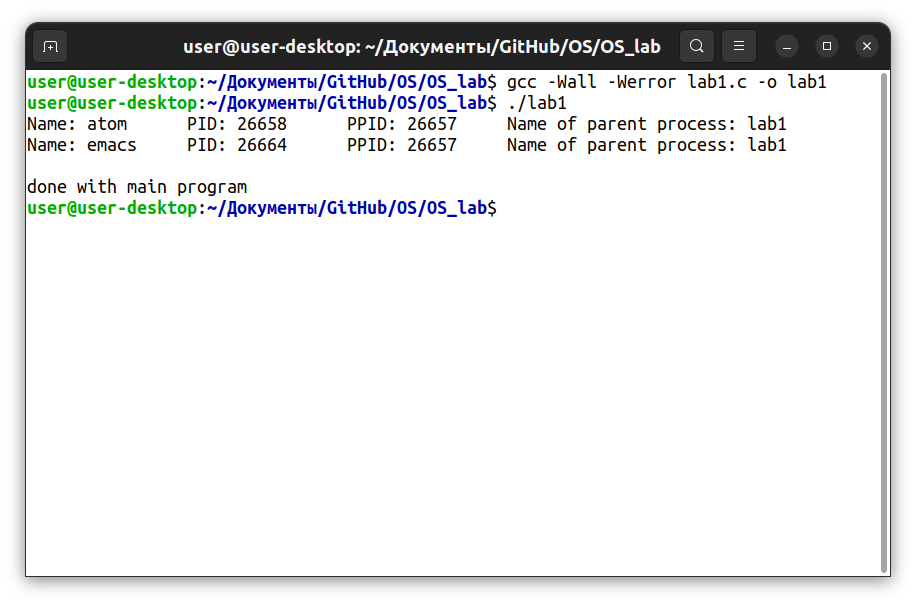 user@user-desktop: ~/Документы/GitHub/OS/OS_lab
user@user-desktop:~/Документы/GitHub/OS/OS_lab$ gcc -Wall -Werror lab1.c -o lab1
user@user-desktop:~/Документы/GitHub/OS/OS_lab$ ./lab1
Name: atom      PID: 26658      PPID: 26657     Name of parent process: lab1
Name: emacs     PID: 26664      PPID: 26657     Name of parent process: lab1
done with main program
user@user-desktop:~/Документы/GitHub/OS/OS_lab$